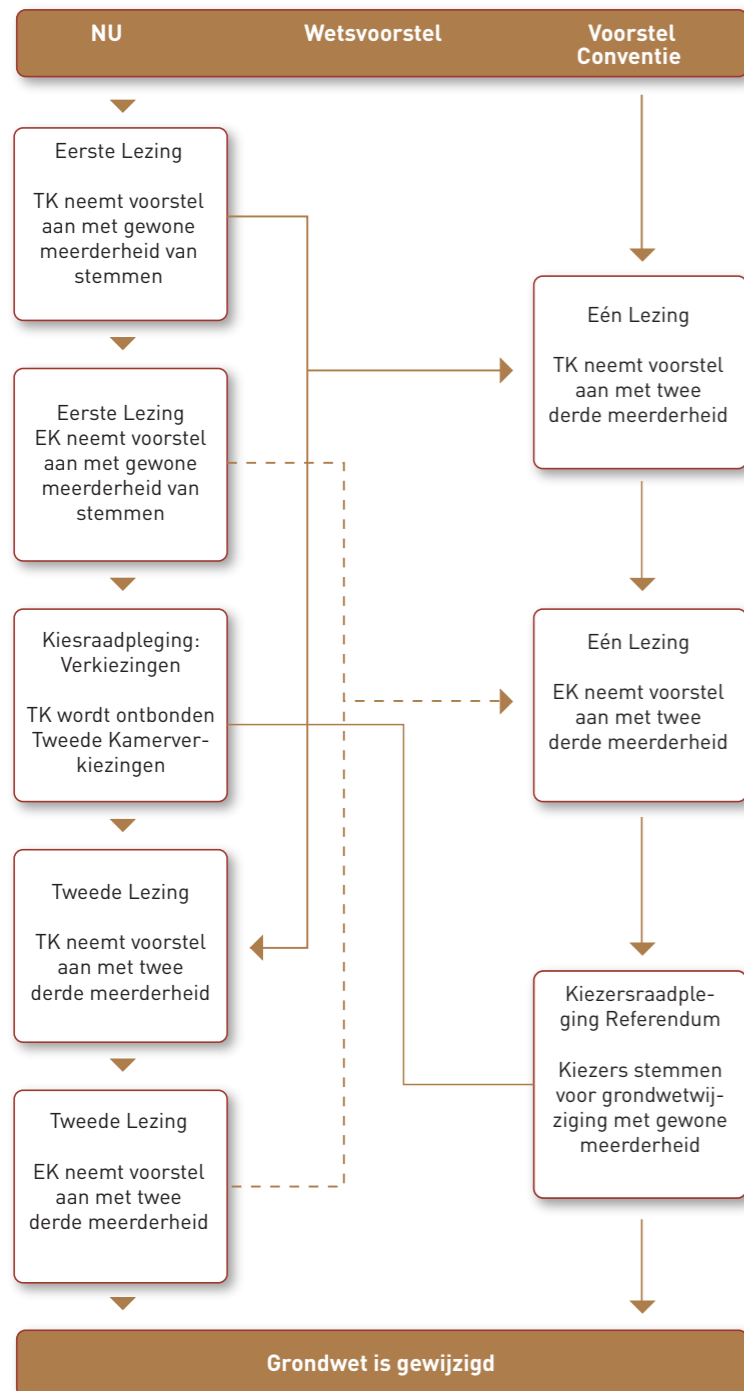 NU
Wetsvoorstel
Voorstel
Conventie
Eerste Lezing
TK neemt voorstel
aan met gewone
meerderheid van
stemmen
Eerste Lezing
EK neemt voorstel
aan met gewone
meerderheid van
stemmen
Kiesraadpleging:
Verkiezingen
TK wordt ontbonden
Tweede Kamerver-
kiezingen
Tweede Lezing
TK neemt voorstel
aan met twee
derde meerderheid
Tweede Lezing
EK neemt voorstel
aan met twee
derde meerderheid
Eén Lezing
TK neemt voorstel
aan met twee
derde meerderheid
Eén Lezing
EK neemt voorstel
aan met twee
derde meerderheid
Kiezersraadple-
ging Referendum
Kiezers stemmen
voor grondwetwij-
ziging met gewone
meerderheid
Grondwet is gewijzigd